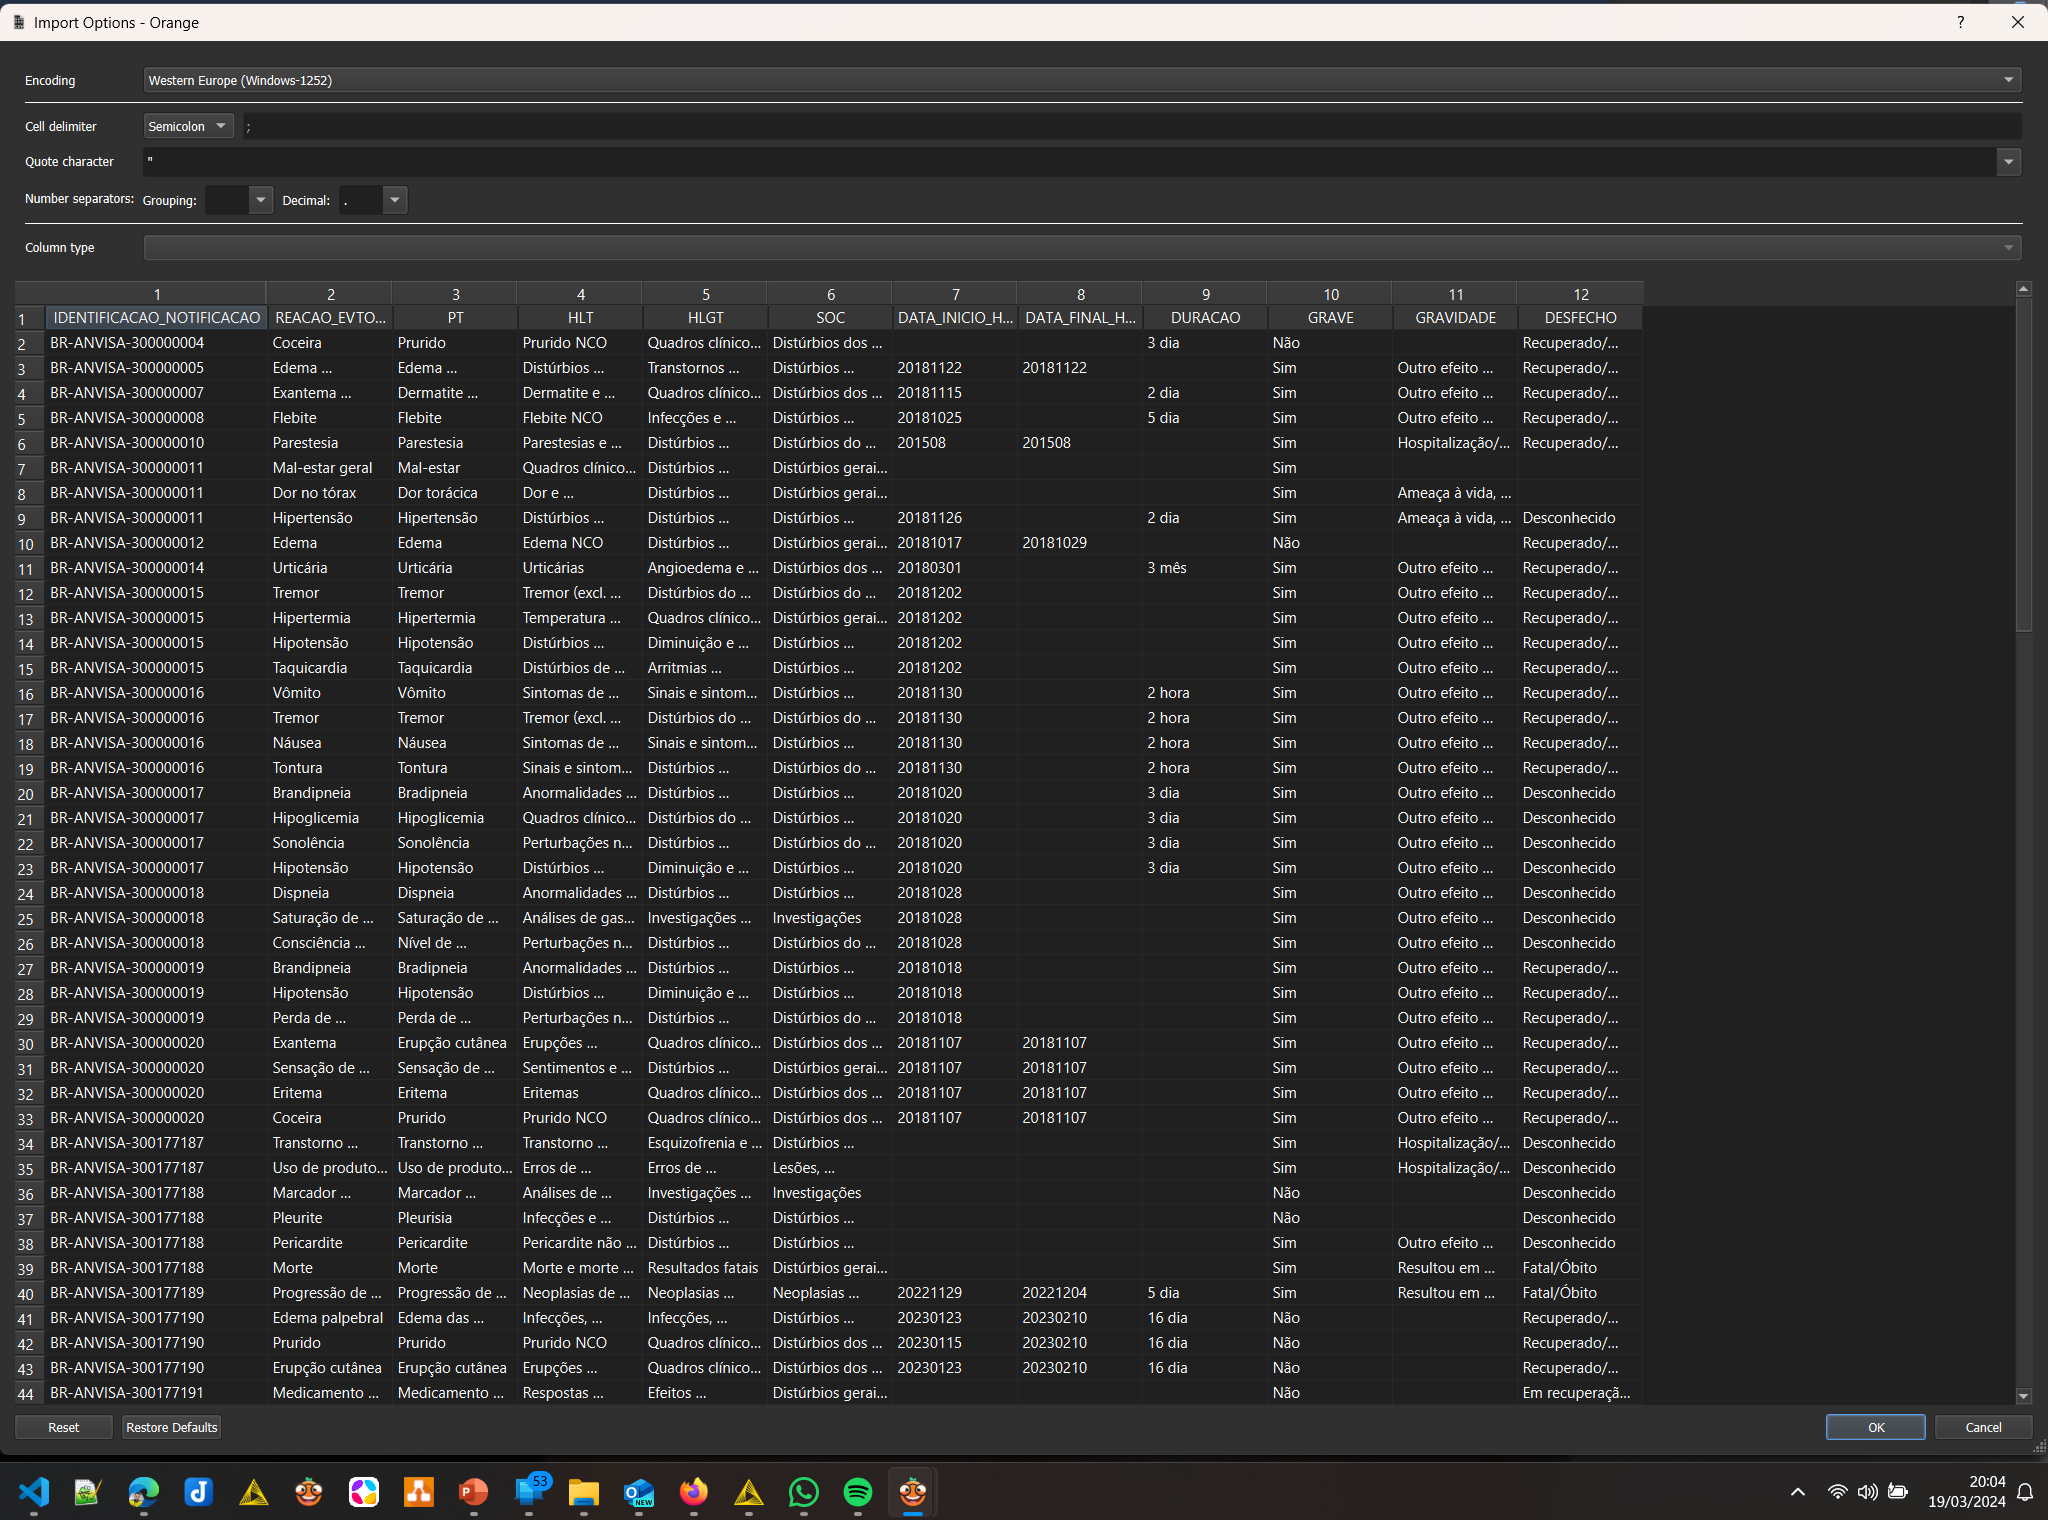 Import Options - Orange
Encoding Western Europe (Windows-1252)
Cell delimiter Semicolon ;
Quote character "
Number separators: Grouping: Decimal: .
Column type
1 2 3 4 5 6 7 8 9 10 11 12
1 IDENTIFICACAO_NOTIFICACAO REACAO_EVTO... PT HLT HLGT SOC DATA_INICIO_H... DATA_FINAL_H... DURACAO GRAVE GRAVIDADE DESFECHO
2 BR-ANVISA-300000004 Coceira Prurido Prurido NCO Quadros clínico... Distúrbios dos ... 3 dia Não Recuperado/...
3 BR-ANVISA-300000005 Edema ... Edema ... Distúrbios ... Transtornos ... Distúrbios ... 20181122 20181122 Sim Outro efeito ... Recuperado/...
4 BR-ANVISA-300000007 Exantema ... Dermatite ... Dermatite e ... Quadros clínico... Distúrbios dos ... 20181115 2 dia Sim Outro efeito ... Recuperado/...
5 BR-ANVISA-300000008 Flebite Flebite Flebite NCO Infecções e ... Distúrbios ... 20181025 5 dia Sim Outro efeito ... Recuperado/...
6 BR-ANVISA-300000010 Parestesia Parestesia Parestesias e ... Distúrbios ... Distúrbios do ... 201508 201508 Sim Hospitalização/... Recuperado/...
7 BR-ANVISA-300000011 Mal-estar geral Mal-estar Quadros clínico... Distúrbios ... Distúrbios gerai... Sim
8 BR-ANVISA-300000011 Dor no tórax Dor torácica Dor e ... Distúrbios ... Distúrbios gerai... Sim Ameaça à vida, ...
9 BR-ANVISA-300000011 Hipertensão Hipertensão Distúrbios ... Distúrbios ... Distúrbios ... 20181126 2 dia Sim Ameaça à vida, ... Desconhecido
10 BR-ANVISA-300000012 Edema Edema Edema NCO Distúrbios ... Distúrbios gerai... 20181017 20181029 Não Recuperado/...
11 BR-ANVISA-300000014 Urticária Urticária Urticárias Angioedema e ... Distúrbios dos ... 20180301 3 mês Sim Outro efeito ... Recuperado/...
12 BR-ANVISA-300000015 Tremor Tremor Tremor (excl. ... Distúrbios do ... Distúrbios do ... 20181202 Sim Outro efeito ... Recuperado/...
13 BR-ANVISA-300000015 Hipertermia Hipertermia Temperatura ... Quadros clínico... Distúrbios gerai... 20181202 Sim Outro efeito ... Recuperado/...
14 BR-ANVISA-300000015 Hipotensão Hipotensão Distúrbios ... Diminuição e ... Distúrbios ... 20181202 Sim Outro efeito ... Recuperado/...
15 BR-ANVISA-300000015 Taquicardia Taquicardia Distúrbios de ... Arritmias ... Distúrbios ... 20181202 Sim Outro efeito ... Recuperado/...
16 BR-ANVISA-300000016 Vômito Vômito Sintomas de ... Sinais e sintom... Distúrbios ... 20181130 2 hora Sim Outro efeito ... Recuperado/...
17 BR-ANVISA-300000016 Tremor Tremor Tremor (excl. ... Distúrbios do ... Distúrbios do ... 20181130 2 hora Sim Outro efeito ... Recuperado/...
18 BR-ANVISA-300000016 Náusea Náusea Sintomas de ... Sinais e sintom... Distúrbios ... 20181130 2 hora Sim Outro efeito ... Recuperado/...
19 BR-ANVISA-300000016 Tontura Tontura Sinais e sintom... Distúrbios ... Distúrbios do ... 20181130 2 hora Sim Outro efeito ... Recuperado/...
20 BR-ANVISA-300000017 Brandipneia Bradipneia Anormalidades ... Distúrbios ... Distúrbios ... 20181020 3 dia Sim Outro efeito ... Desconhecido
21 BR-ANVISA-300000017 Hipoglicemia Hipoglicemia Quadros clínico... Distúrbios do ... Distúrbios ... 20181020 3 dia Sim Outro efeito ... Desconhecido
22 BR-ANVISA-300000017 Sonolência Sonolência Perturbações n... Distúrbios ... Distúrbios do ... 20181020 3 dia Sim Outro efeito ... Desconhecido
23 BR-ANVISA-300000017 Hipotensão Hipotensão Distúrbios ... Diminuição e ... Distúrbios ... 20181020 3 dia Sim Outro efeito ... Desconhecido
24 BR-ANVISA-300000018 Dispneia Dispneia Anormalidades ... Distúrbios ... Distúrbios ... 20181028 Sim Outro efeito ... Desconhecido
25 BR-ANVISA-300000018 Saturação de ... Saturação de ... Análises de gas... Investigações ... Investigações 20181028 Sim Outro efeito ... Desconhecido
26 BR-ANVISA-300000018 Consciência ... Nível de ... Perturbações n... Distúrbios ... Distúrbios do ... 20181028 Sim Outro efeito ... Desconhecido
27 BR-ANVISA-300000019 Brandipneia Bradipneia Anormalidades ... Distúrbios ... Distúrbios ... 20181018 Sim Outro efeito ... Recuperado/...
28 BR-ANVISA-300000019 Hipotensão Hipotensão Distúrbios ... Diminuição e ... Distúrbios ... 20181018 Sim Outro efeito ... Recuperado/...
29 BR-ANVISA-300000019 Perda de ... Perda de ... Perturbações n... Distúrbios ... Distúrbios do ... 20181018 Sim Outro efeito ... Recuperado/...
30 BR-ANVISA-300000020 Exantema Erupção cutânea Erupções ... Quadros clínico... Distúrbios dos ... 20181107 20181107 Sim Outro efeito ... Recuperado/...
31 BR-ANVISA-300000020 Sensação de ... Sensação de ... Sentimentos e ... Distúrbios ... Distúrbios gerai... 20181107 20181107 Sim Outro efeito ... Recuperado/...
32 BR-ANVISA-300000020 Eritema Eritema Eritemas Quadros clínico... Distúrbios dos ... 20181107 20181107 Sim Outro efeito ... Recuperado/...
33 BR-ANVISA-300000020 Coceira Prurido Prurido NCO Quadros clínico... Distúrbios dos ... 20181107 20181107 Sim Outro efeito ... Recuperado/...
34 BR-ANVISA-300177187 Transtorno ... Transtorno ... Transtorno ... Esquizofrenia e ... Distúrbios ... Sim Hospitalização/... Desconhecido
35 BR-ANVISA-300177187 Uso de produto... Uso de produto... Erros de ... Erros de ... Lesões, ... Sim Hospitalização/... Desconhecido
36 BR-ANVISA-300177188 Marcador ... Marcador ... Análises de ... Investigações ... Investigações Não Desconhecido
37 BR-ANVISA-300177188 Pleurite Pleurisia Infecções e ... Distúrbios ... Distúrbios ... Não Desconhecido
38 BR-ANVISA-300177188 Pericardite Pericardite Pericardite não ... Distúrbios ... Distúrbios ... Sim Outro efeito ... Desconhecido
39 BR-ANVISA-300177188 Morte Morte Morte e morte ... Resultados fatais Distúrbios gerai... Sim Resultou em ... Fatal/Óbito
40 BR-ANVISA-300177189 Progressão de ... Progressão de ... Neoplasias de ... Neoplasias ... Neoplasias ... 20221129 20221204 5 dia Sim Resultou em ... Fatal/Óbito
41 BR-ANVISA-300177190 Edema palpebral Edema das ... Infecções, ... Infecções, ... Distúrbios ... 20230123 20230210 16 dia Não Recuperado/...
42 BR-ANVISA-300177190 Prurido Prurido Prurido NCO Quadros clínico... Distúrbios dos ... 20230115 20230210 16 dia Não Recuperado/...
43 BR-ANVISA-300177190 Erupção cutânea Erupção cutânea Erupções ... Quadros clínico... Distúrbios dos ... 20230123 20230210 16 dia Não Recuperado/...
44 BR-ANVISA-300177191 Medicamento ... Medicamento ... Respostas ... Efeitos ... Distúrbios gerai... Não Em recuperaçã...
Reset Restore Defaults OK Cancel
53
NEW
20:04
19/03/2024